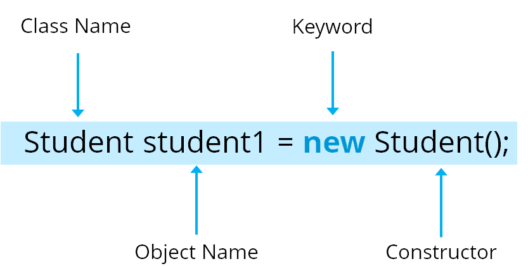 Class Name
Keyword
Student student1 = new Student();
Object Name
Constructor